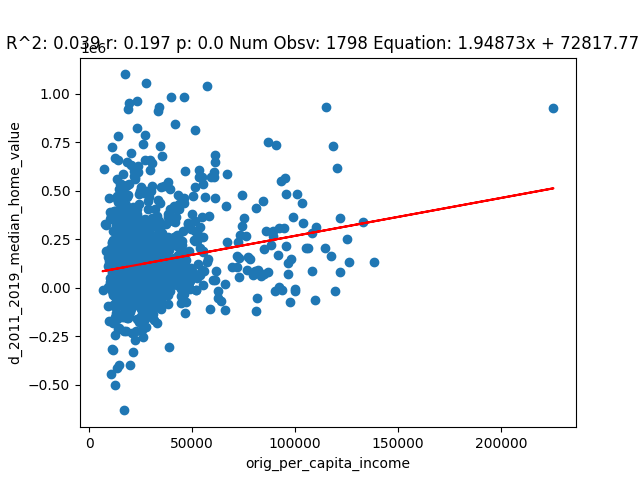 R^2: 0.039 r: 0.197 p: 0.0 Num Obsv: 1798 Equation: 1.94873x + 72817.77
1e6
1.00
0.75
0.50
0.25
0.00
−0.25
−0.50
d_2011_2019_median_home_value
0 50000 100000 150000 200000
orig_per_capita_income